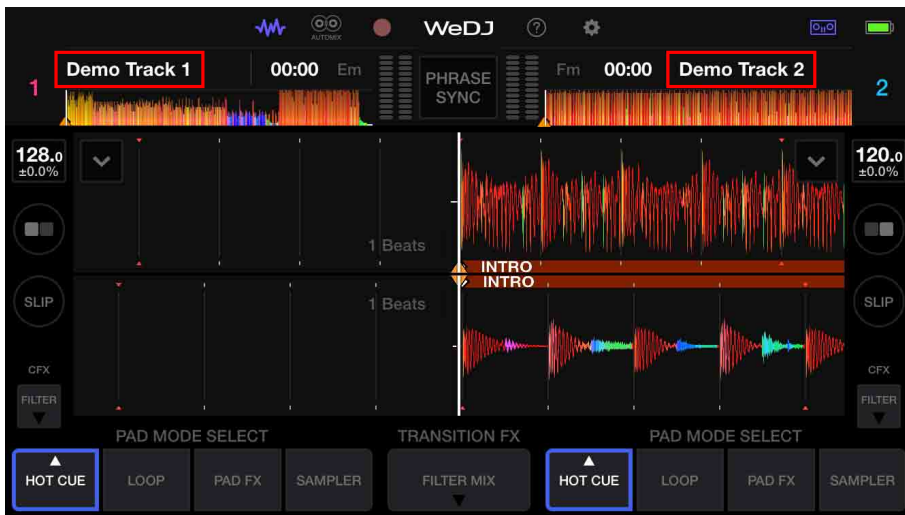 AUTOMIX
WeDJ
?
1
Demo Track 1
00:00
Em
PHRASE
SYNC
Fm
00:00
Demo Track 2
2
128.0
±0.0%
120.0
±0.0%
1 Beats
INTRO
INTRO
1 Beats
SLIP
SLIP
CFX
CFX
FILTER
FILTER
PAD MODE SELECT
TRANSITION FX
PAD MODE SELECT
HOT CUE
LOOP
PAD FX
SAMPLER
FILTER MIX
HOT CUE
LOOP
PAD FX
SAMPLER